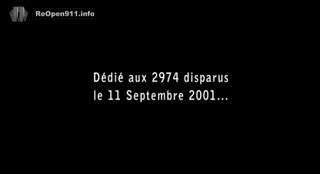 ReOpen911.info
Dédié aux 2974 disparus
le 11 Septembre 2001...